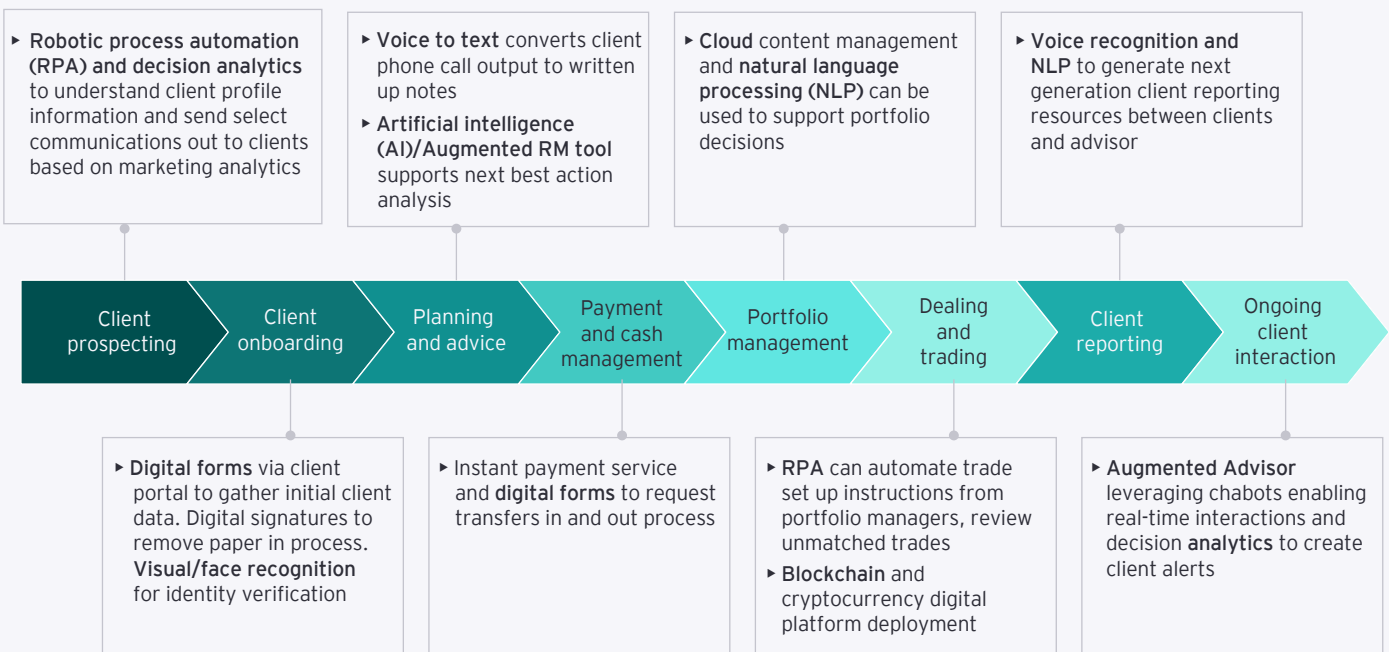 ▸ Robotic process automation
(RPA) and decision analytics
to understand client profile
information and send select
communications out to clients
based on marketing analytics
▸ Voice to text converts client
phone call output to written
up notes
▸ Artificial intelligence
(AI)/Augmented RM tool
supports next best action
analysis
▸ Cloud content management
and natural language
processing (NLP) can be
used to support portfolio
decisions
▸ Voice recognition and
NLP to generate next
generation client reporting
resources between clients
and advisor
Client
prospecting
Client
onboarding
Planning
and advice
Payment
and cash
management
Portfolio
management
Dealing
and
trading
Client
reporting
Ongoing
client
interaction
▸ Digital forms via client
portal to gather initial client
data. Digital signatures to
remove paper in process.
Visual/face recognition
for identity verification
▸ Instant payment service
and digital forms to request
transfers in and out process
▸ RPA can automate trade
set up instructions from
portfolio managers, review
unmatched trades
▸ Blockchain and
cryptocurrency digital
platform deployment
▸ Augmented Advisor
leveraging chabots enabling
real-time interactions and
decision analytics to create
client alerts